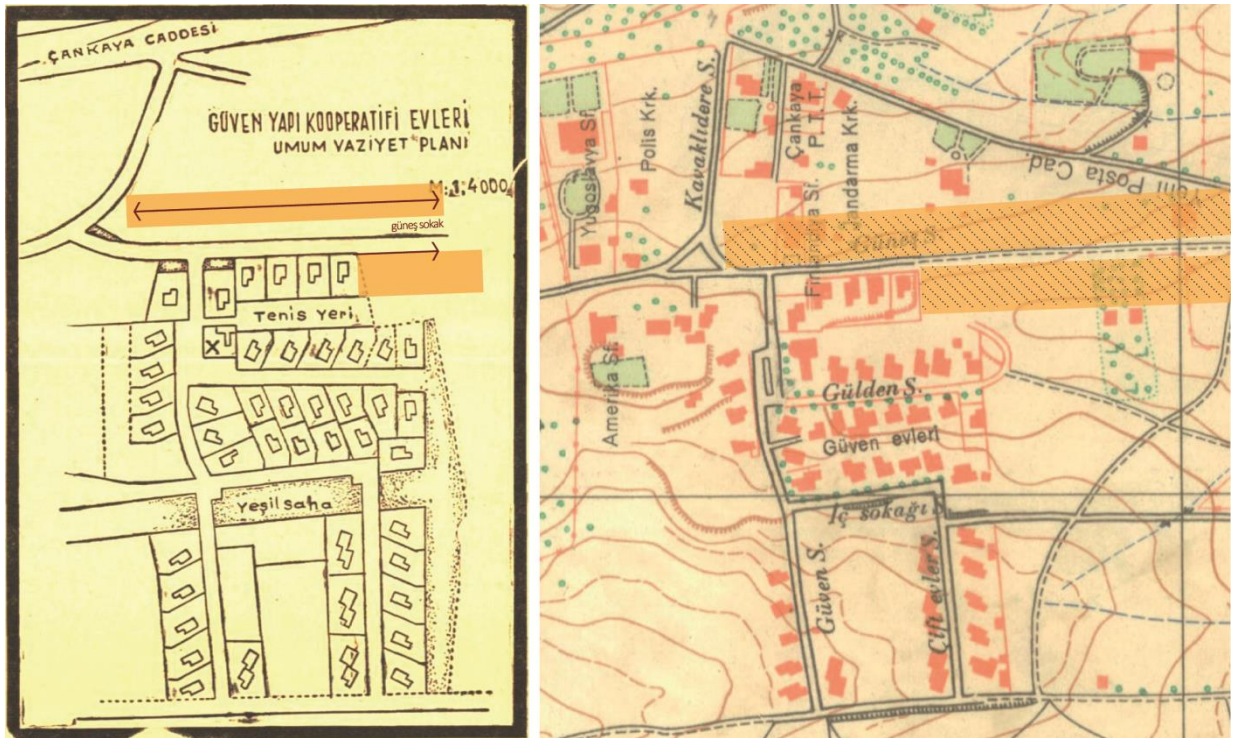 ÇANKAYA CADDESİ
GÜVEN YAPI KOOPERATİFİ EVLERİ
UMUM VAZİYET PLANI
M:1,4000
güneş sokak
Tenis Yeri
Yeşil saha
Yugoslavya Sf.
Polis Krk.
Kavaklıdere S.
Çankaya
P. T. T.
Jandarma Krk.
Yeni Posta Cad.
Amerika Sf.
Gülden S.
Güven evleri
İç sokağı S.
Güven S.
Çift evler S.